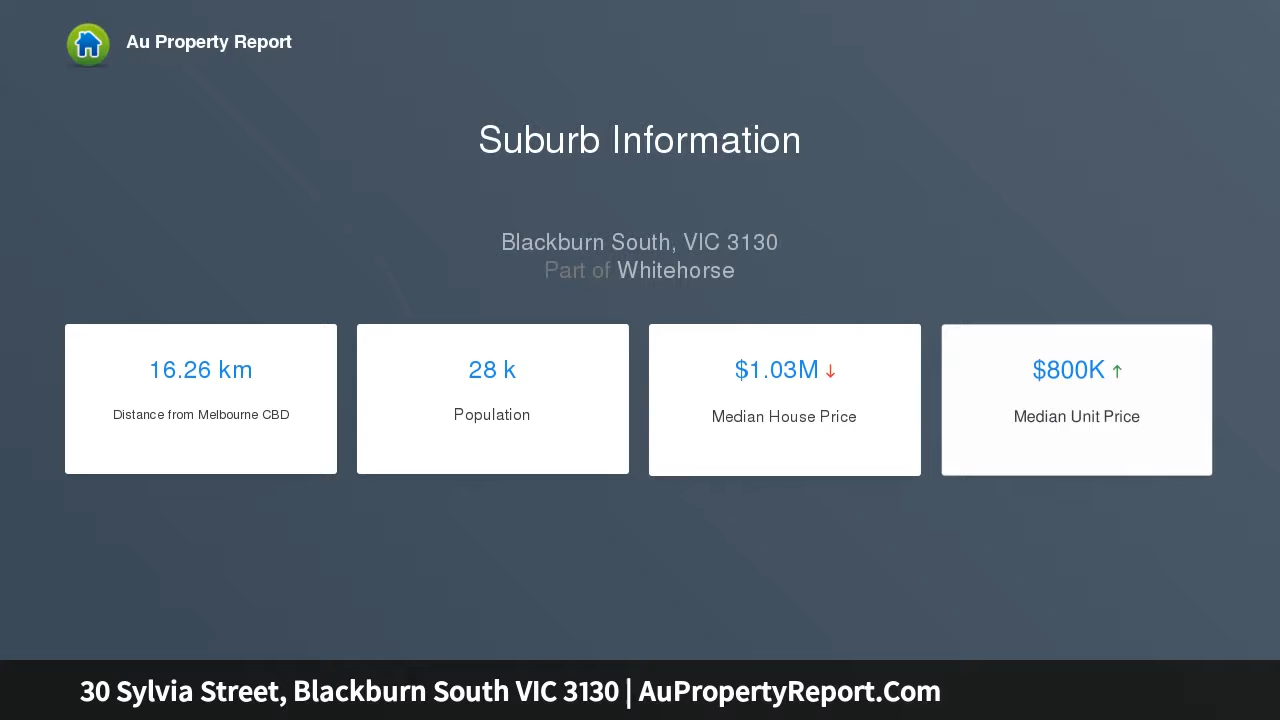 Au Property Report
Suburb Information
Blackburn South, VIC 3130
Part of Whitehorse
16.26 km
Distance from Melbourne CBD
28 k
Population
$1.03M ↓
Median House Price
$800K ↑
Median Unit Price
30 Sylvia Street, Blackburn South VIC 3130 | AuPropertyReport.Com